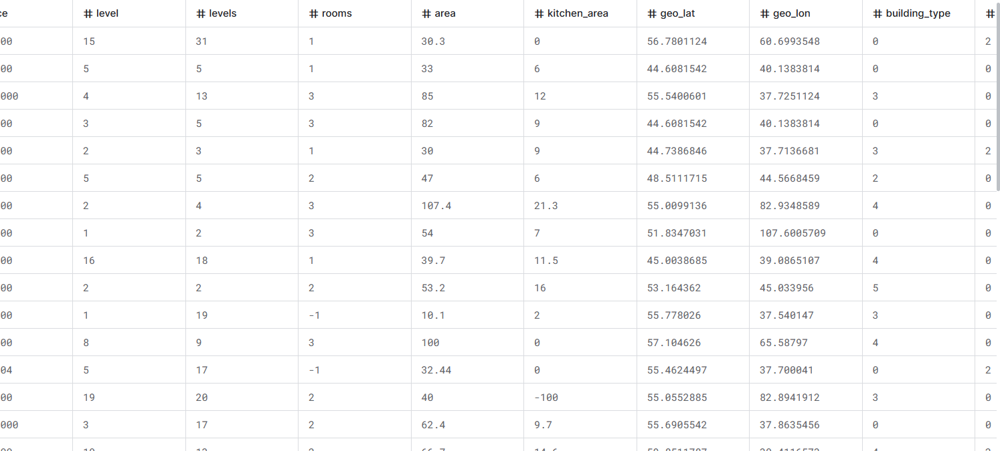 ce # level # levels # rooms # area # kitchen_area # geo_lat # geo_lon # building_type #
00 15 31 1 30.3 0 56.7801124 60.6993548 0 2
00 5 5 1 33 6 44.6081542 40.1383814 0 0
000 4 13 3 85 12 55.5400601 37.7251124 3 0
00 3 5 3 82 9 44.6081542 40.1383814 0 0
00 2 3 1 30 9 44.7386846 37.7136681 3 2
00 5 5 2 47 6 48.5111715 44.5668459 2 0
00 2 4 3 107.4 21.3 55.0099136 82.9348589 4 0
00 1 2 3 54 7 51.8347031 107.6005709 0 0
00 16 18 1 39.7 11.5 45.0038685 39.0865107 4 0
00 2 2 2 53.2 16 53.164362 45.033956 5 0
00 1 19 -1 10.1 2 55.778026 37.540147 3 0
00 8 9 3 100 0 57.104626 65.58797 4 0
04 5 17 -1 32.44 0 55.4624497 37.700041 0 2
00 19 20 2 40 -100 55.0552885 82.8941912 3 0
000 3 17 2 62.4 9.7 55.6905542 37.8635456 0 0